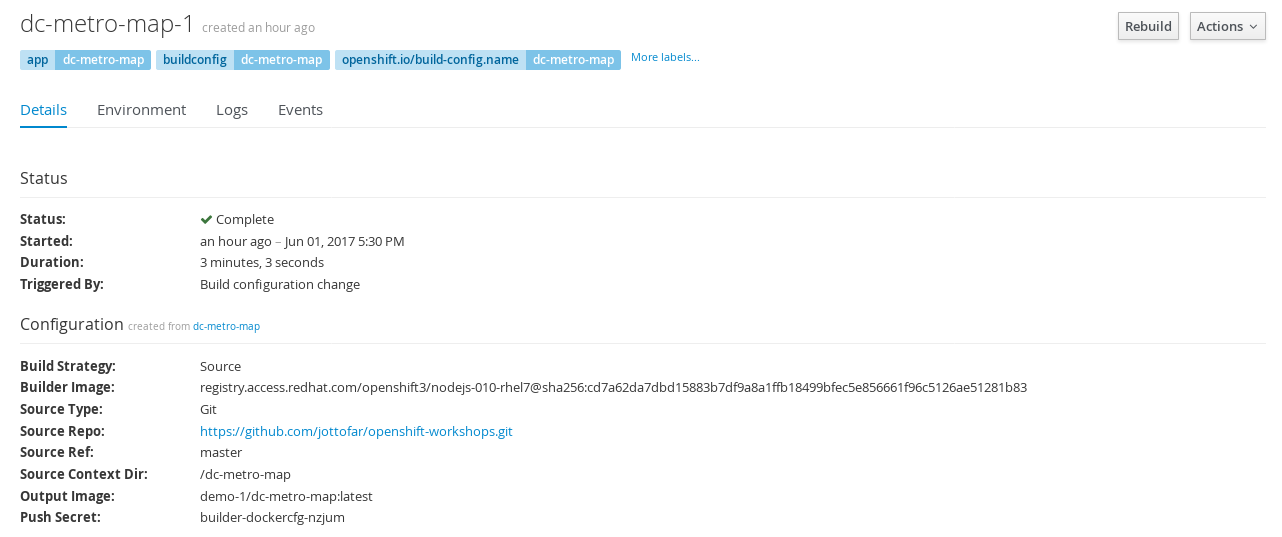 dc-metro-map-1 created an hour ago Rebuild Actions
app dc-metro-map buildconfig dc-metro-map openshift.io/build-config.name dc-metro-map More labels...
Details Environment Logs Events
Status
Status: Complete
Started: an hour ago – Jun 01, 2017 5:30 PM
Duration: 3 minutes, 3 seconds
Triggered By: Build configuration change
Configuration created from dc-metro-map
Build Strategy: Source
Builder Image: registry.access.redhat.com/openshift3/nodejs-010-rhel7@sha256:cd7a62da7dbd15883b7df9a8a1ffb18499bfec5e856661f96c5126ae51281b83
Source Type: Git
Source Repo: https://github.com/jottofar/openshift-workshops.git
Source Ref: master
Source Context Dir: /dc-metro-map
Output Image: demo-1/dc-metro-map:latest
Push Secret: builder-dockercfg-nzjum